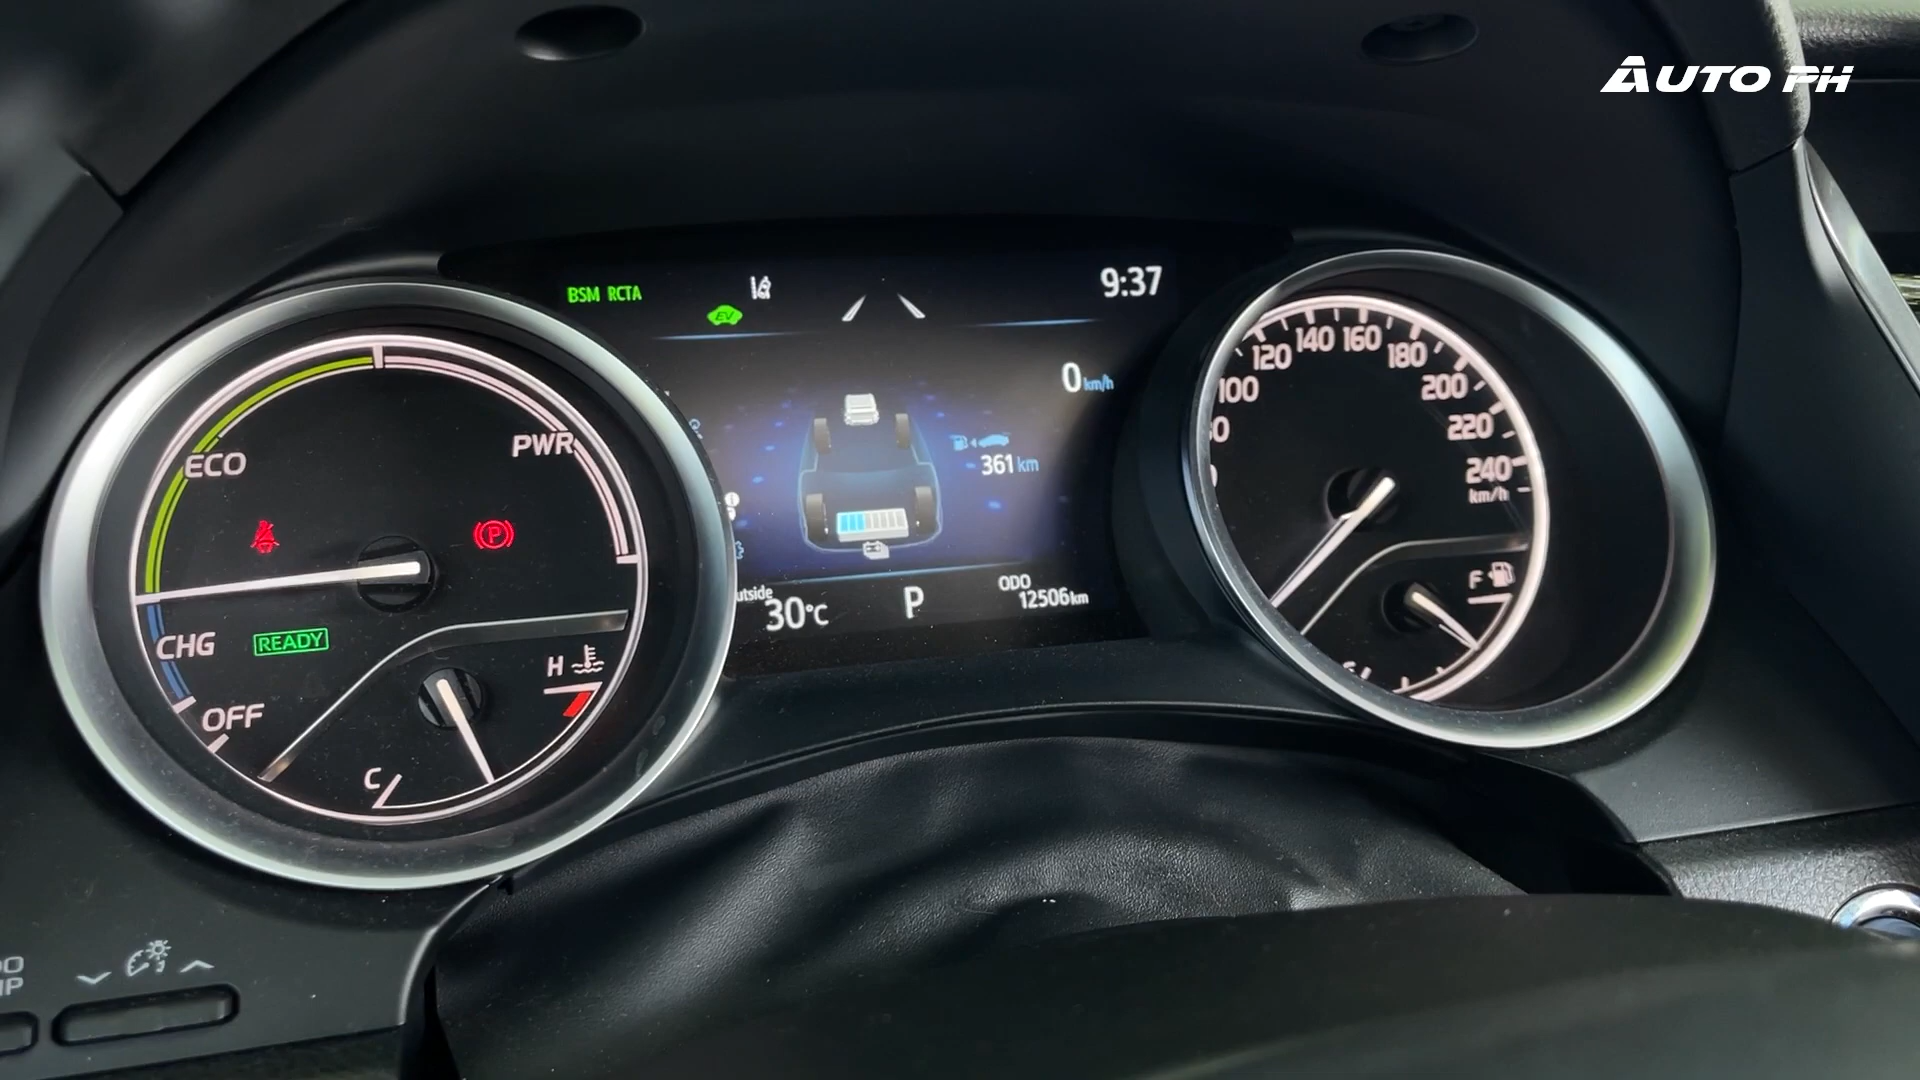 AUTO PH
BSM RCTA
EV
9:37
0 km/h
361 km
30°C
P
ODO
12506 km
ECO
PWR
CHG
READY
OFF
H
C
P
100
120
140
160
180
200
220
240
km/h
F